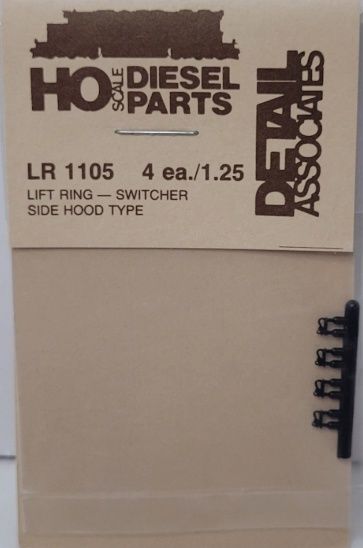 HO SCALE DIESEL PARTS
DETAIL ASSOCIATES
LR 1105 4 ea./1.25
LIFT RING — SWITCHER
SIDE HOOD TYPE